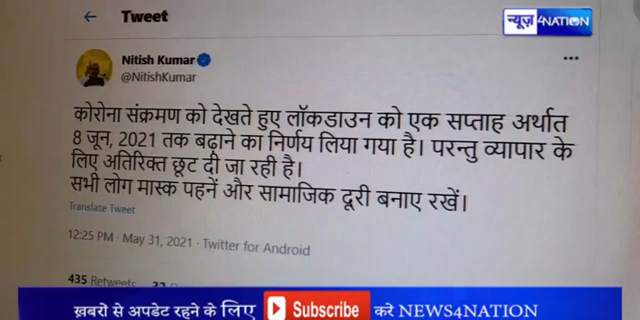 ← Tweet
न्यूज़ 4NATION
Nitish Kumar
@NitishKumar
कोरोना संक्रमण को देखते हुए लॉकडाउन को एक सप्ताह अर्थात
8 जून, 2021 तक बढ़ाने का निर्णय लिया गया है। परन्तु व्यापार के
लिए अतिरिक्त छूट दी जा रही है।
सभी लोग मास्क पहनें और सामाजिक दूरी बनाए रखें।
Translate Tweet
12:25 PM · May 31, 2021 · Twitter for Android
435 Retweets
ख़बरों से अपडेट रहने के लिए Subscribe करे NEWS4NATION